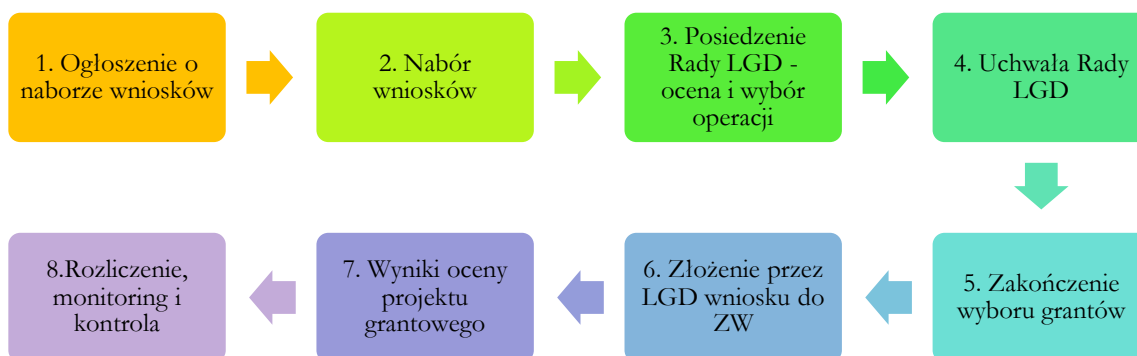 1. Ogłoszenie o
naborze wniosków
2. Nabór
wniosków
3. Posiedzenie
Rady LGD -
ocena i wybór
operacji
4. Uchwała Rady
LGD
5. Zakończenie
wyboru grantów
6. Złożenie przez
LGD wniosku do
ZW
7. Wyniki oceny
projektu
grantowego
8.Rozliczenie,
monitoring i
kontrola